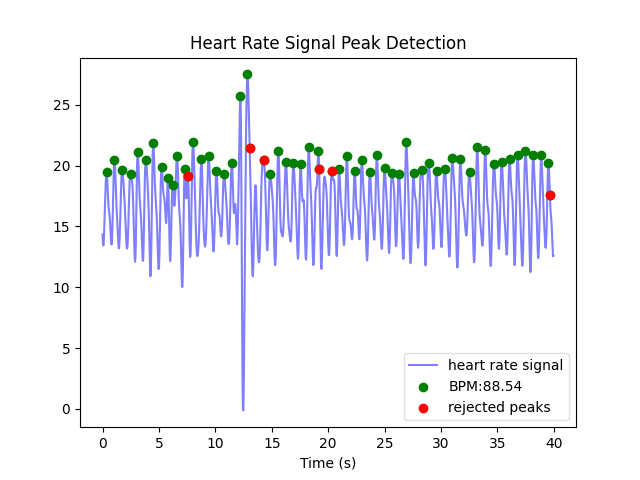 Heart Rate Signal Peak Detection
25
20
15
10
5
0
heart rate signal
BPM:88.54
rejected peaks
0 5 10 15 20 25 30 35 40
Time (s)